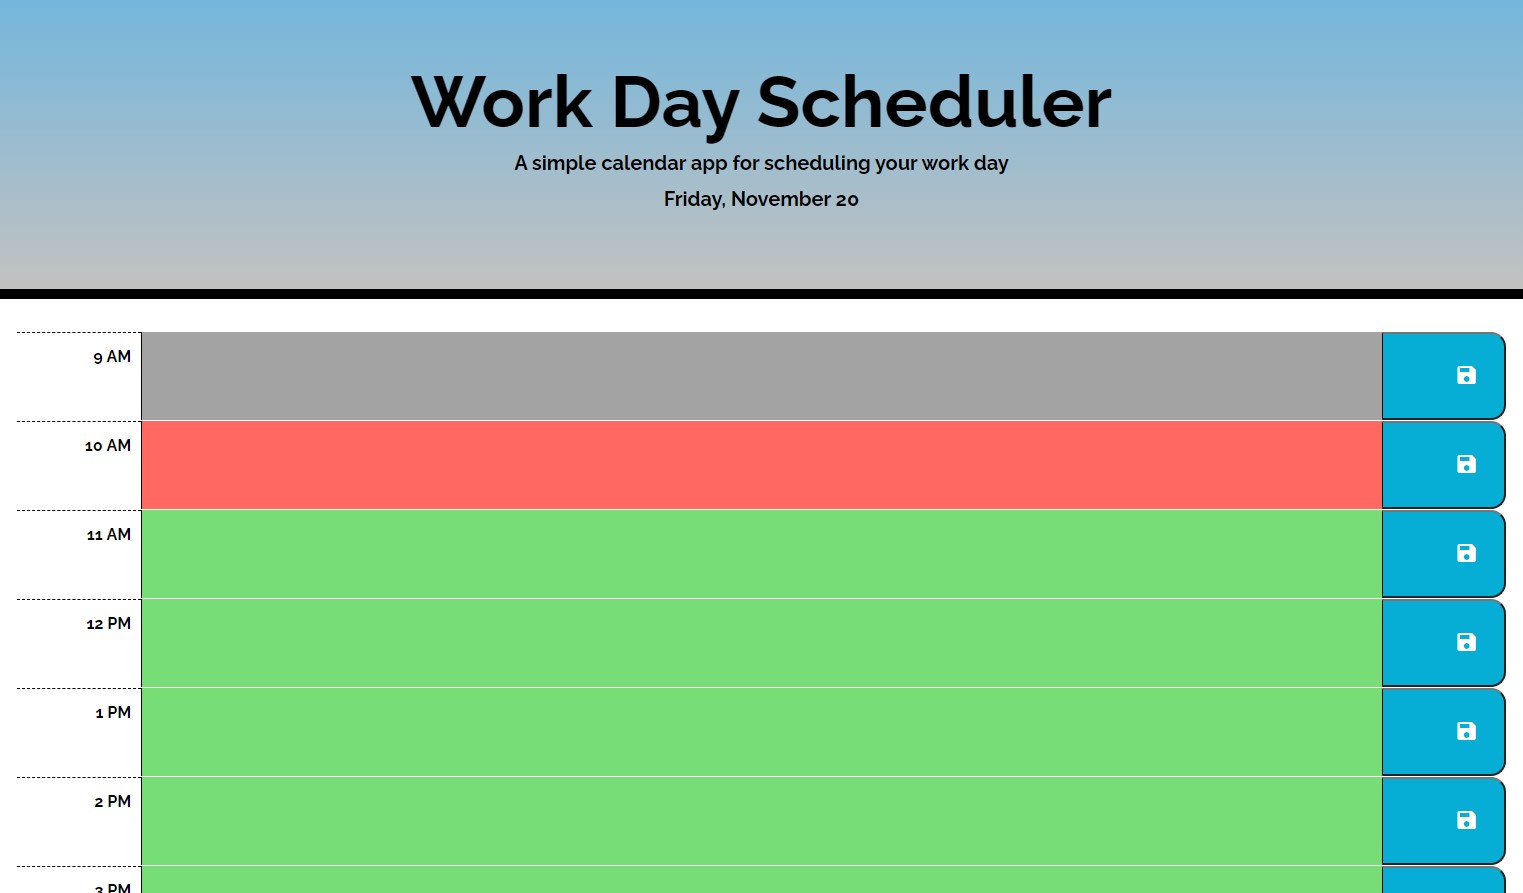 Work Day Scheduler
A simple calendar app for scheduling your work day
Friday, November 20
9 AM
10 AM
11 AM
12 PM
1 PM
2 PM
3 PM